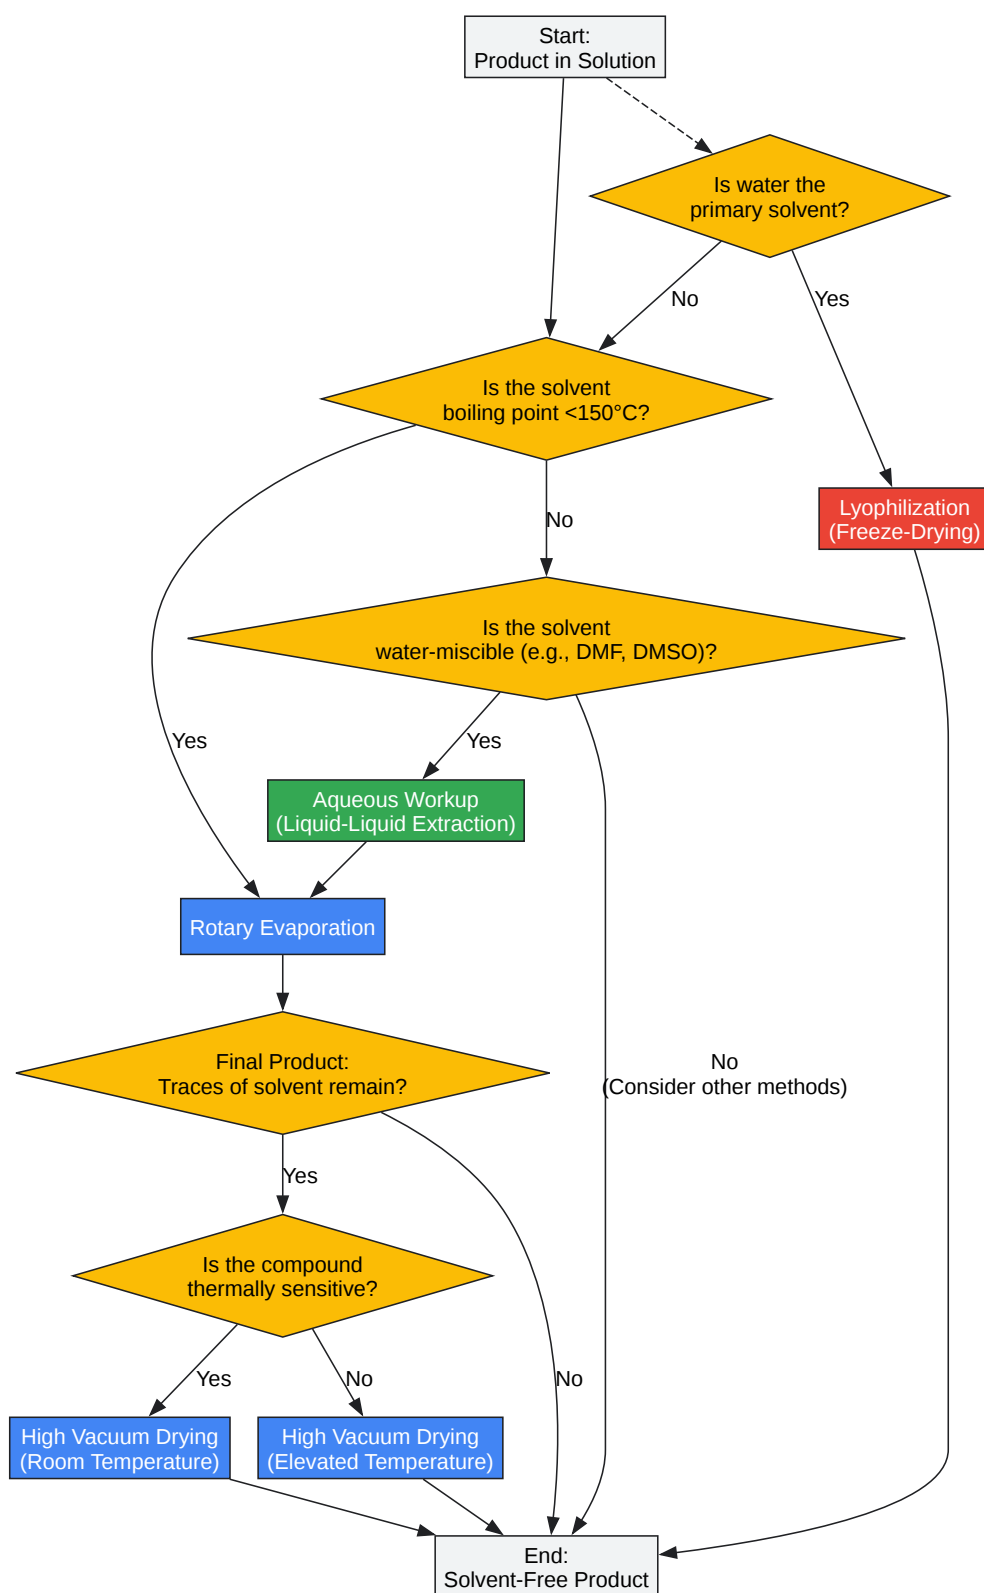 Start:
Product in Solution
Is water the
primary solvent?
No
Yes
Is the solvent
boiling point <150°C?
Lyophilization
(Freeze-Drying)
No
Is the solvent
water-miscible (e.g., DMF, DMSO)?
Yes
Yes
Aqueous Workup
(Liquid-Liquid Extraction)
Rotary Evaporation
Final Product:
Traces of solvent remain?
No
(Consider other methods)
Yes
Is the compound
thermally sensitive?
Yes
No
No
High Vacuum Drying
(Room Temperature)
High Vacuum Drying
(Elevated Temperature)
End:
Solvent-Free Product